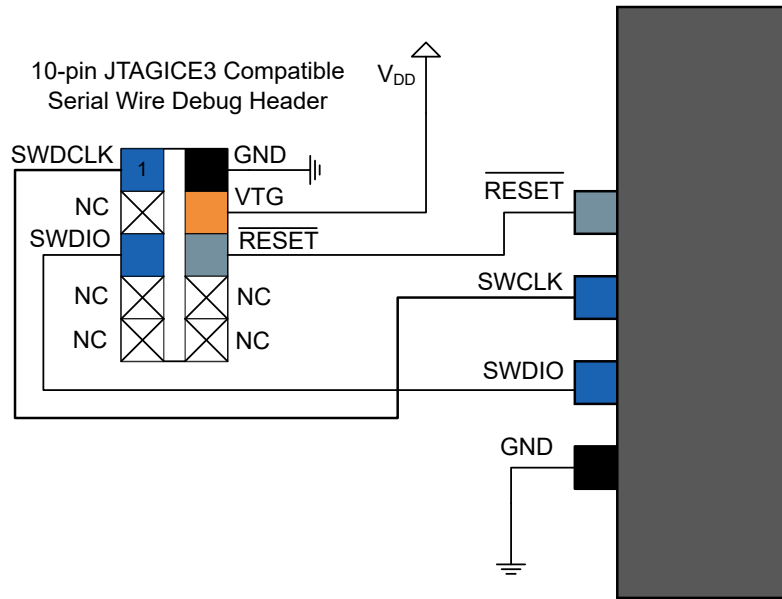 10-pin JTAGICE3 Compatible
Serial Wire Debug Header
VDD
SWDCLK
1
GND
NC
VTG
SWDIO
RESET
NC
NC
NC
NC
RESET
SWCLK
SWDIO
GND